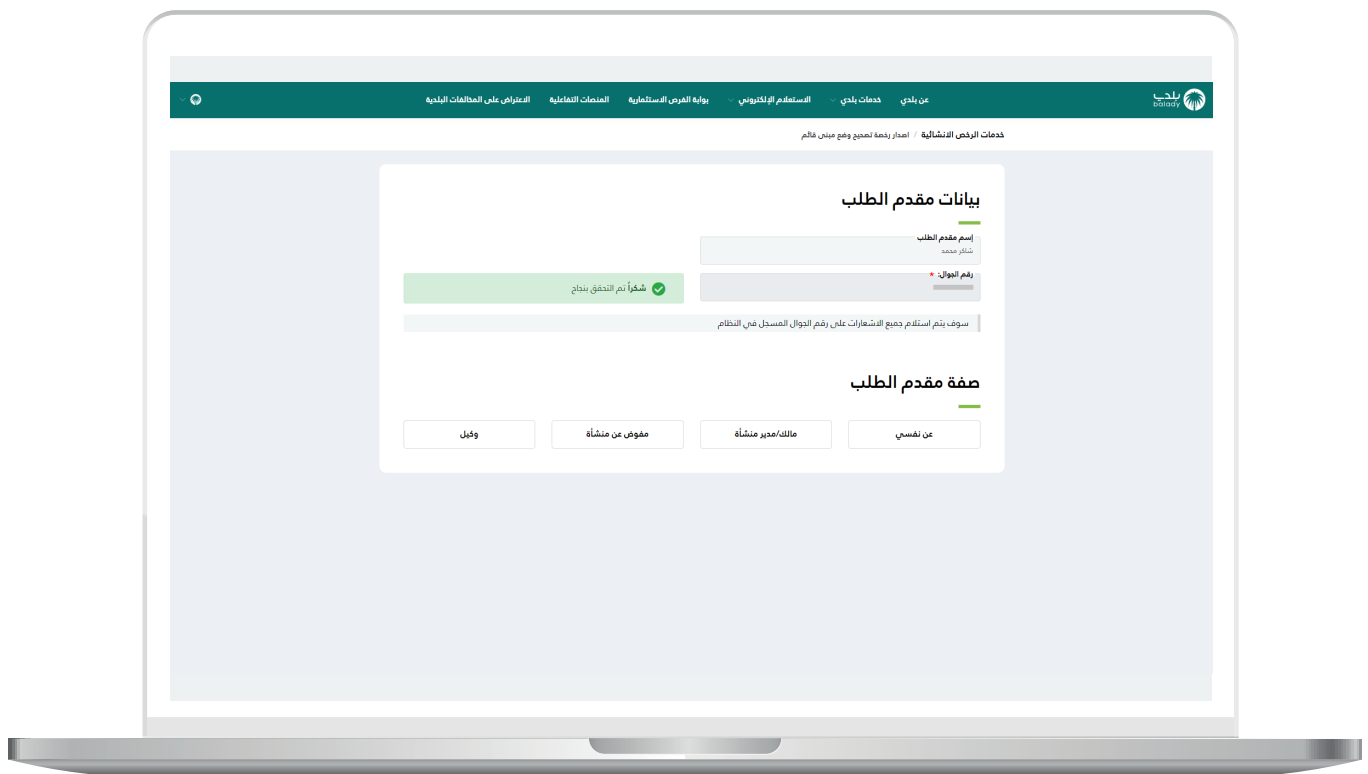 بلدي
balady
عن بلدي خدمات بلدي الاستعلام الإلكتروني بوابة الفرص الاستثمارية المنصات التفاعلية الاعتراض على المخالفات البلدية
خدمات الرخص الانشائية / اصدار رخصة تصحيح وضع مبنى قائم
بيانات مقدم الطلب
إسم مقدم الطلب
شاكر محمد
رقم الجوال: *
شكراً تم التحقق بنجاح
سوف يتم استلام جميع الاشعارات على رقم الجوال المسجل في النظام
صفة مقدم الطلب
عن نفسي مالك/مدير منشأة مفوض عن منشأة وكيل